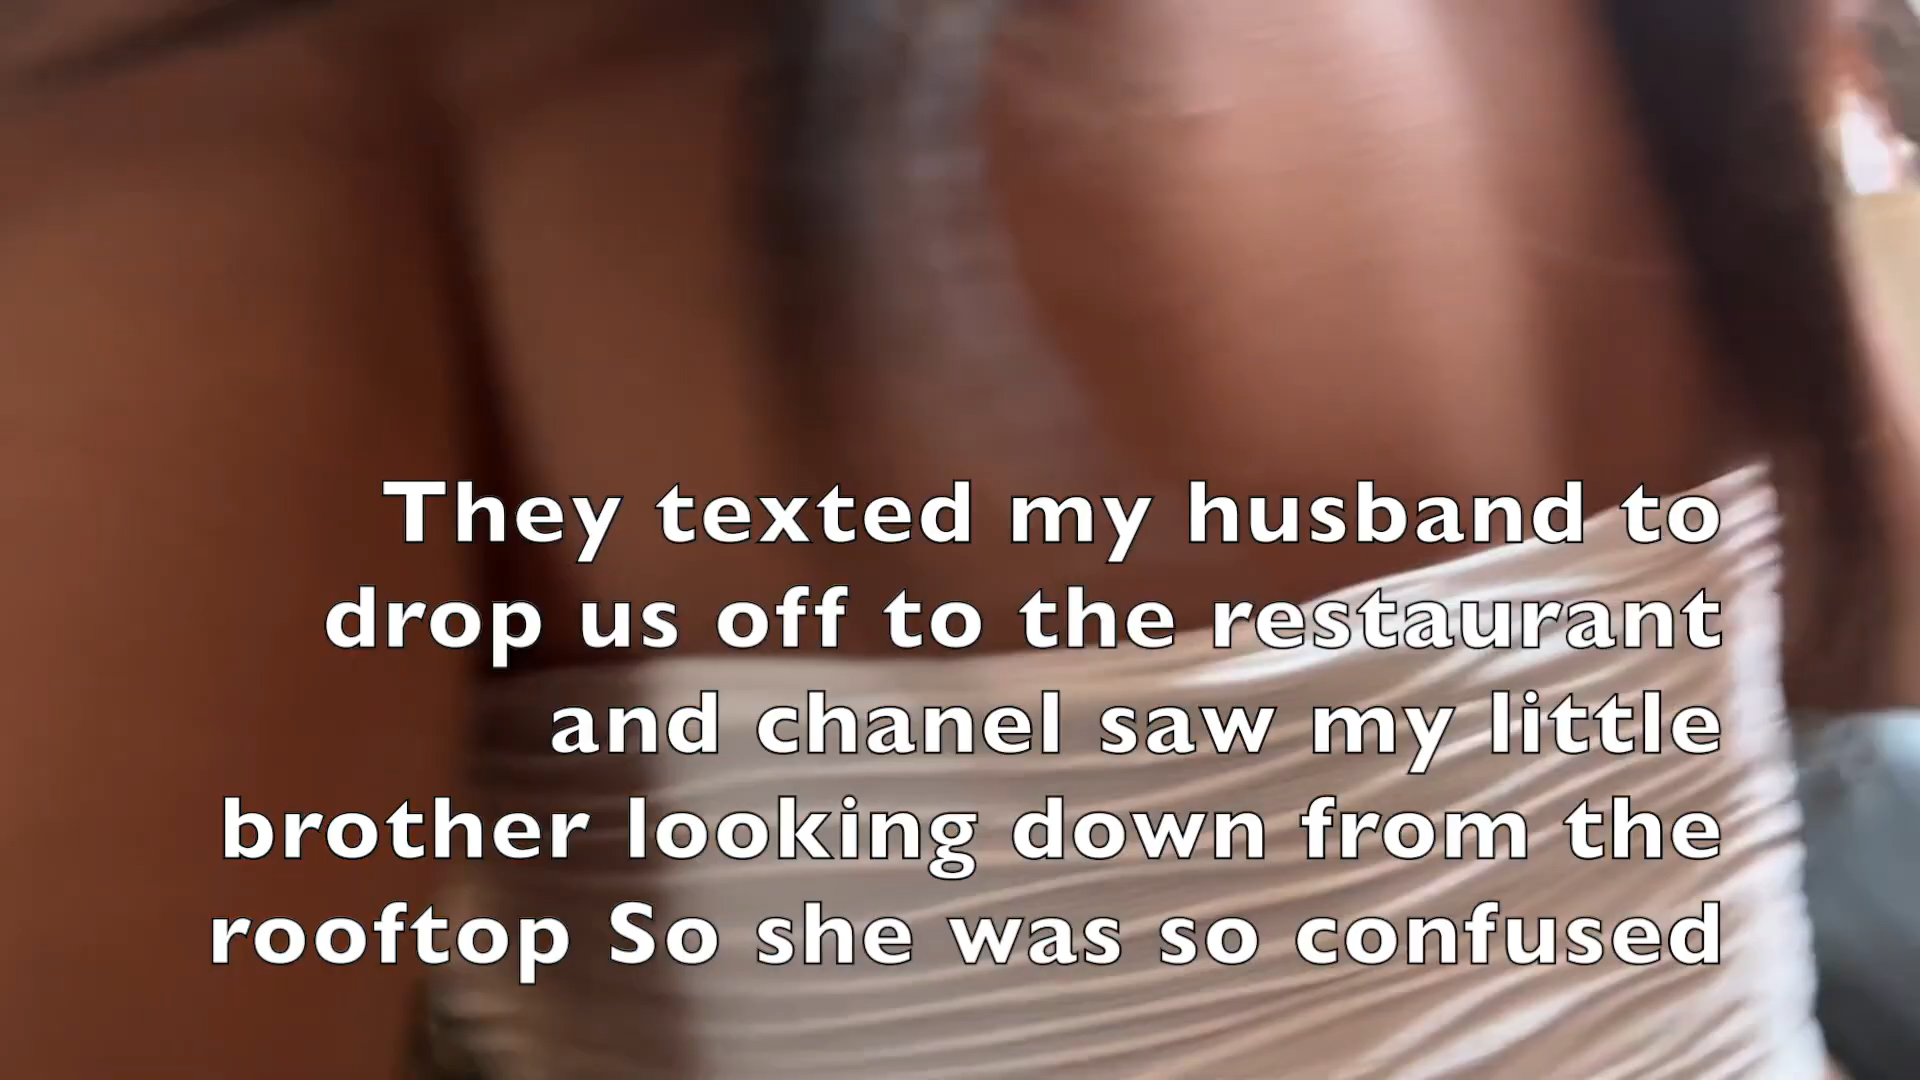 They texted my husband to
drop us off to the restaurant
and chanel saw my little
brother looking down from the
rooftop So she was so confused